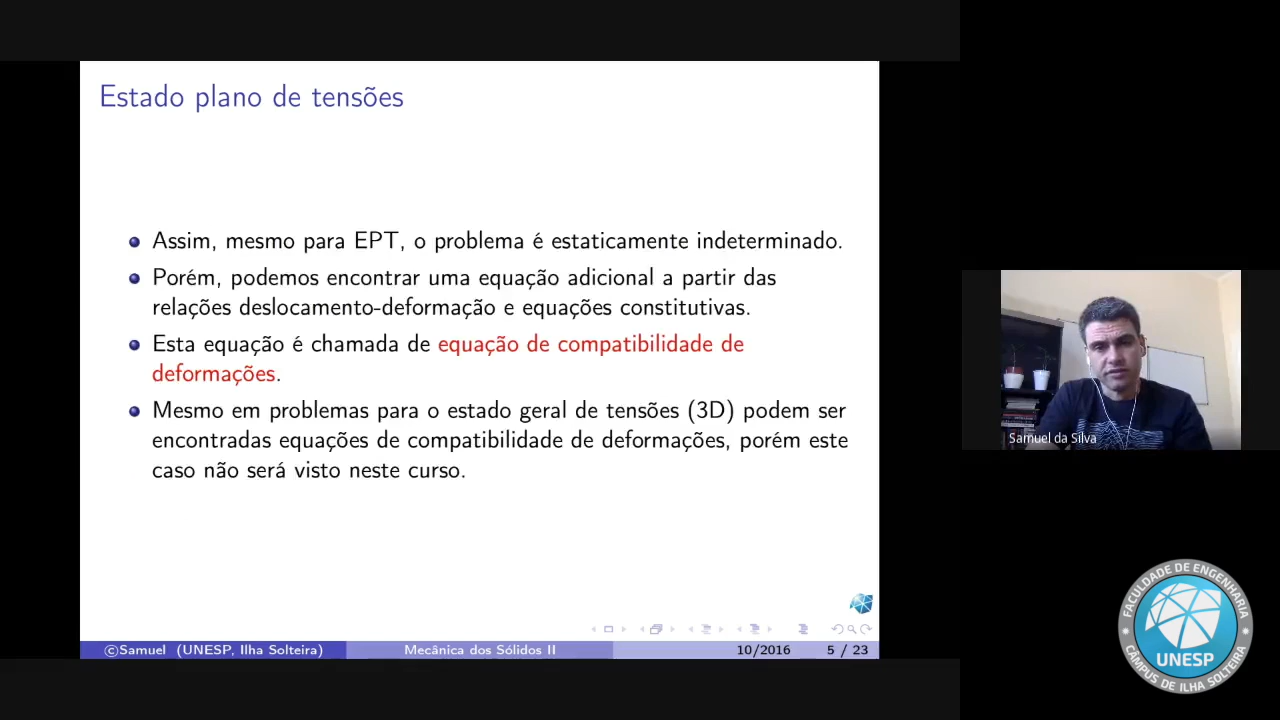 Estado plano de tensões
Assim, mesmo para EPT, o problema é estaticamente indeterminado.
Porém, podemos encontrar uma equação adicional a partir das
relações deslocamento-deformação e equações constitutivas.
Esta equação é chamada de equação de compatibilidade de
deformações.
Mesmo em problemas para o estado geral de tensões (3D) podem ser
encontradas equações de compatibilidade de deformações, porém este
caso não será visto neste curso.
©Samuel (UNESP, Ilha Solteira)
Mecânica dos Sólidos II
10/2016
5 / 23
Samuel da Silva
FACULDADE DE ENGENHARIA
UNESP
CÂMPUS DE ILHA SOLTEIRA